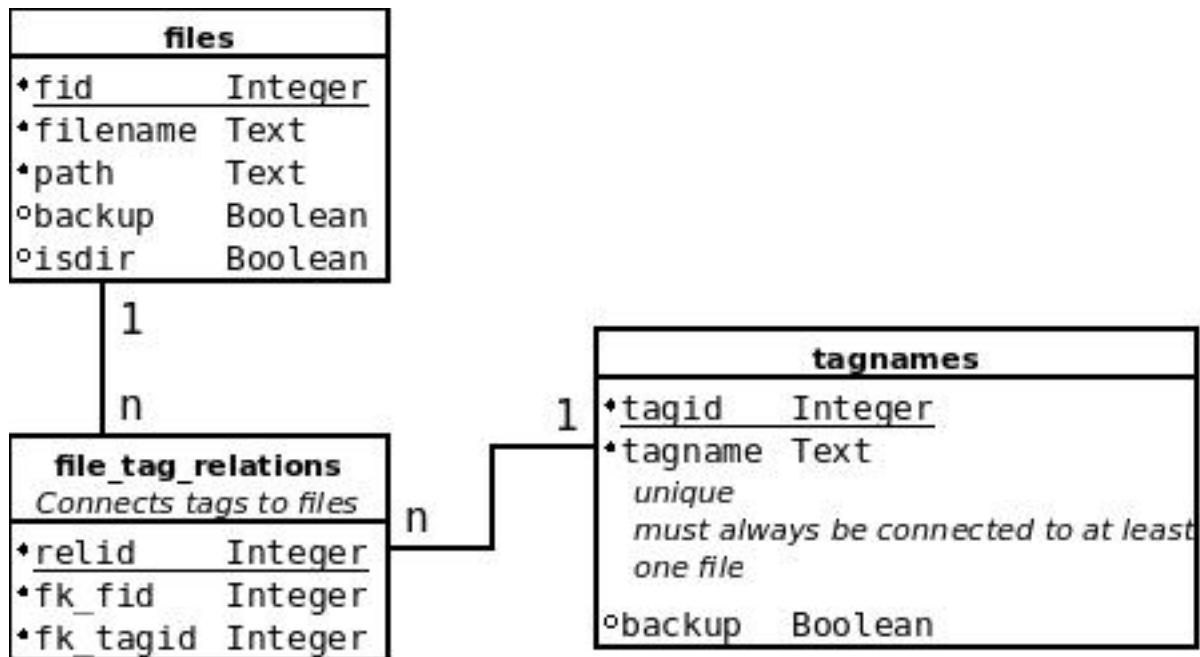 files
fid Integer
filename Text
path Text
backup Boolean
isdir Boolean
1
n
file_tag_relations
Connects tags to files
relid Integer
fk_fid Integer
fk_tagid Integer
n
1
tagnames
tagid Integer
tagname Text
unique
must always be connected to at least
one file
backup Boolean